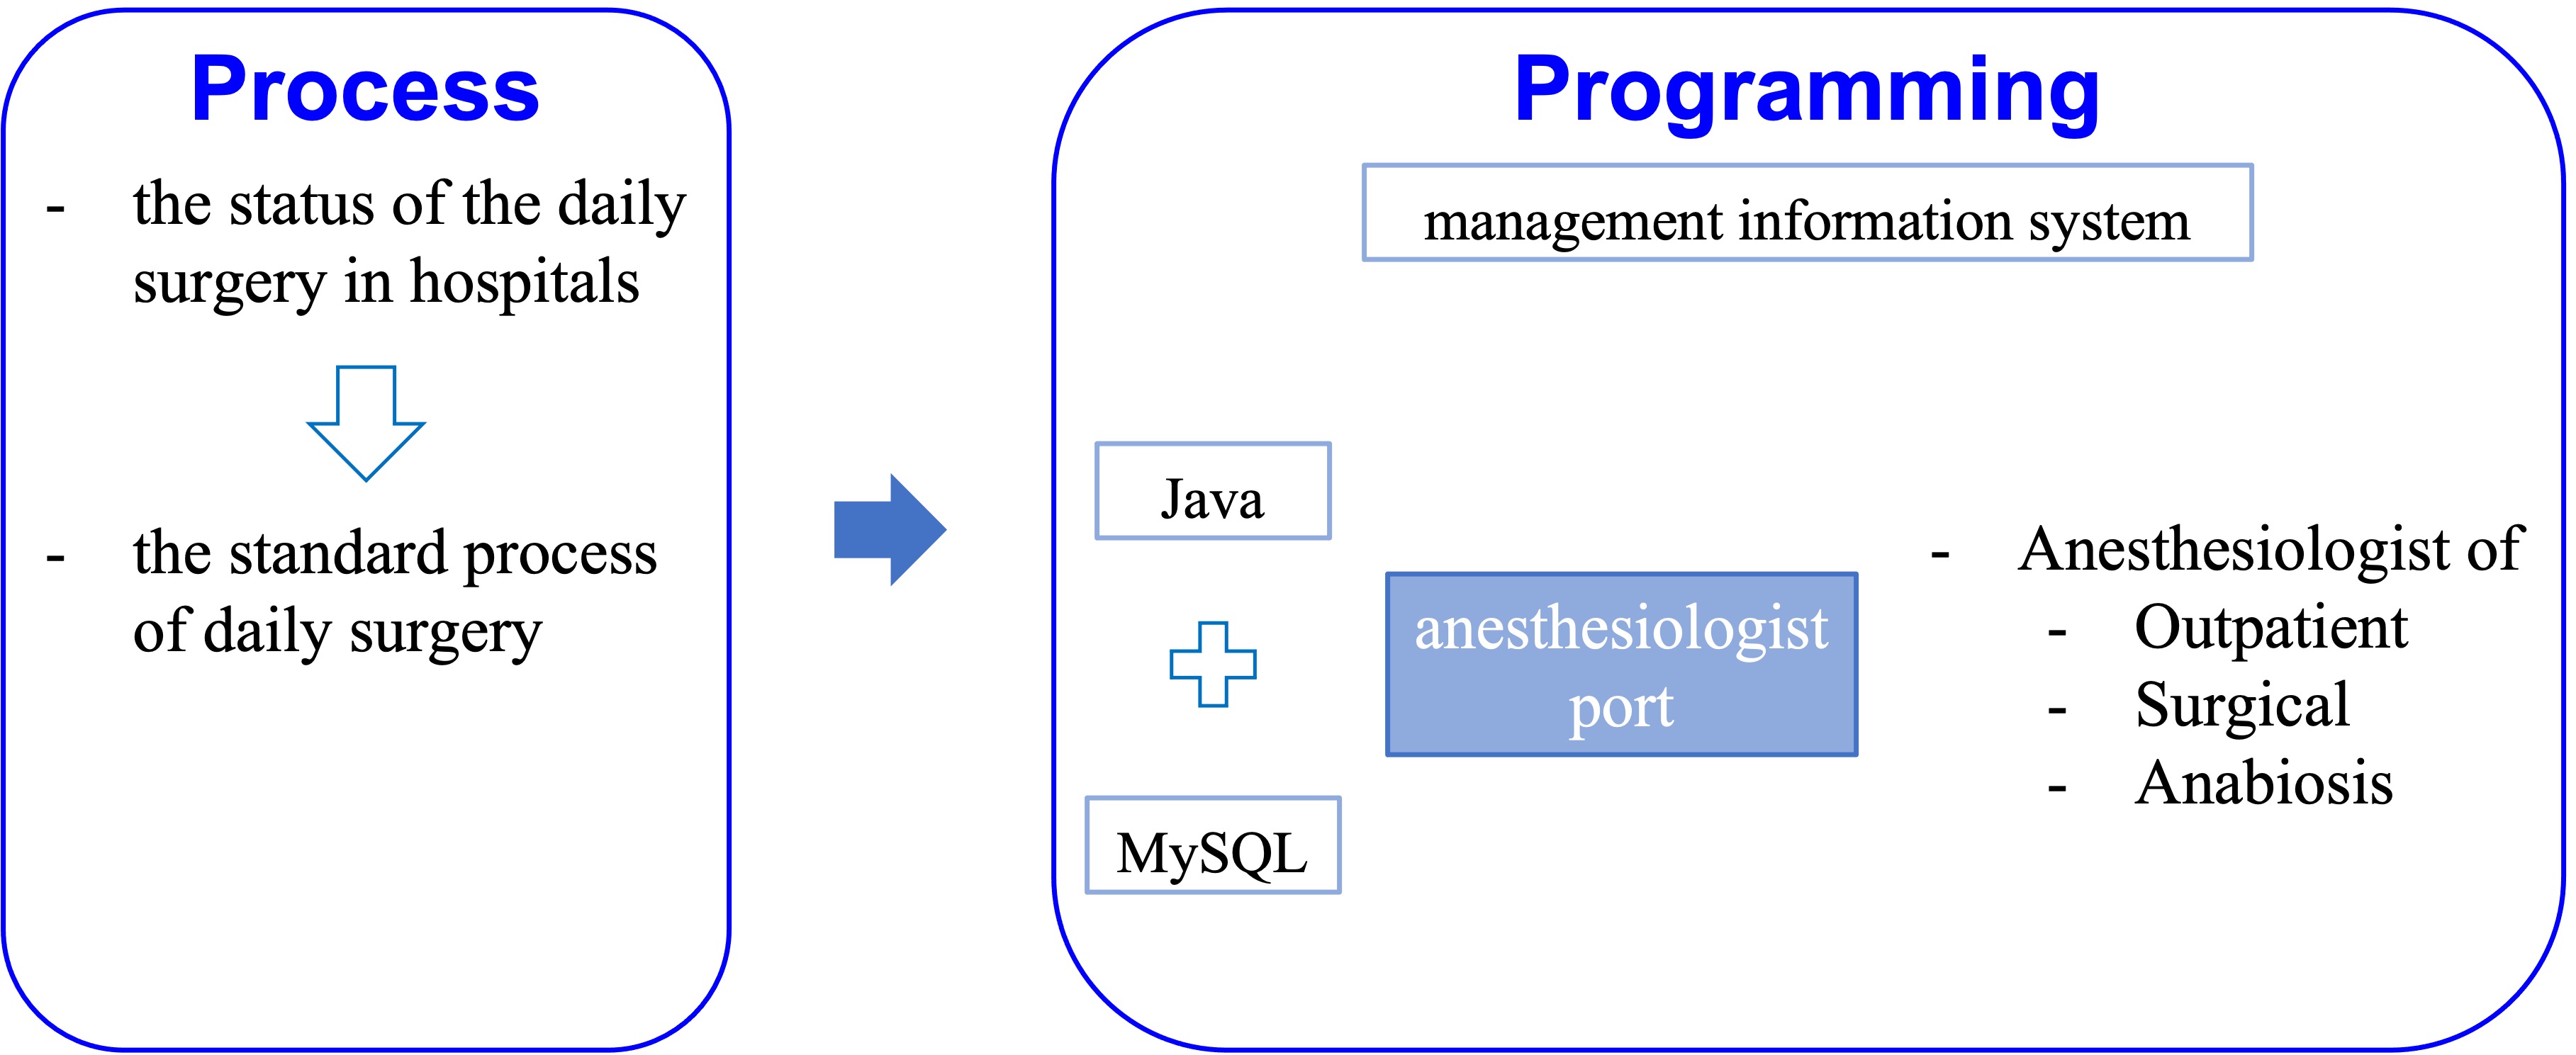 Process
- the status of the daily
surgery in hospitals
- the standard process
of daily surgery
Programming
management information system
Java
MySQL
anesthesiologist
port
- Anesthesiologist of
- Outpatient
- Surgical
- Anabiosis